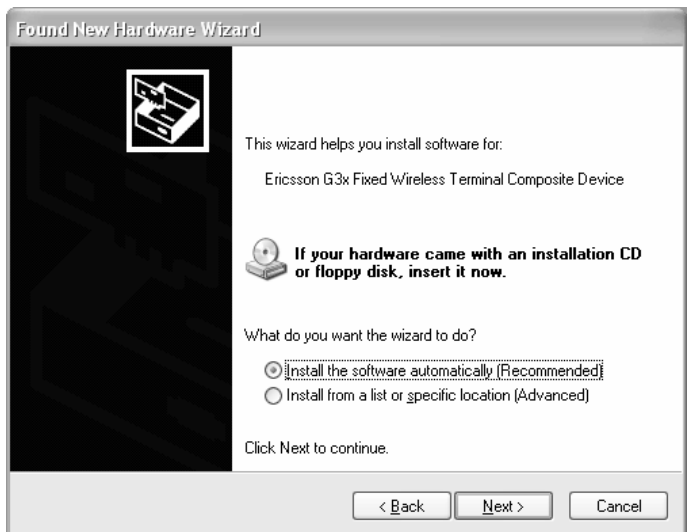 Found New Hardware Wizard
This wizard helps you install software for:
Ericsson G3x Fixed Wireless Terminal Composite Device
If your hardware came with an installation CD
or floppy disk, insert it now.
What do you want the wizard to do?
Install the software automatically (Recommended)
Install from a list or specific location (Advanced)
Click Next to continue.
< Back Next > Cancel